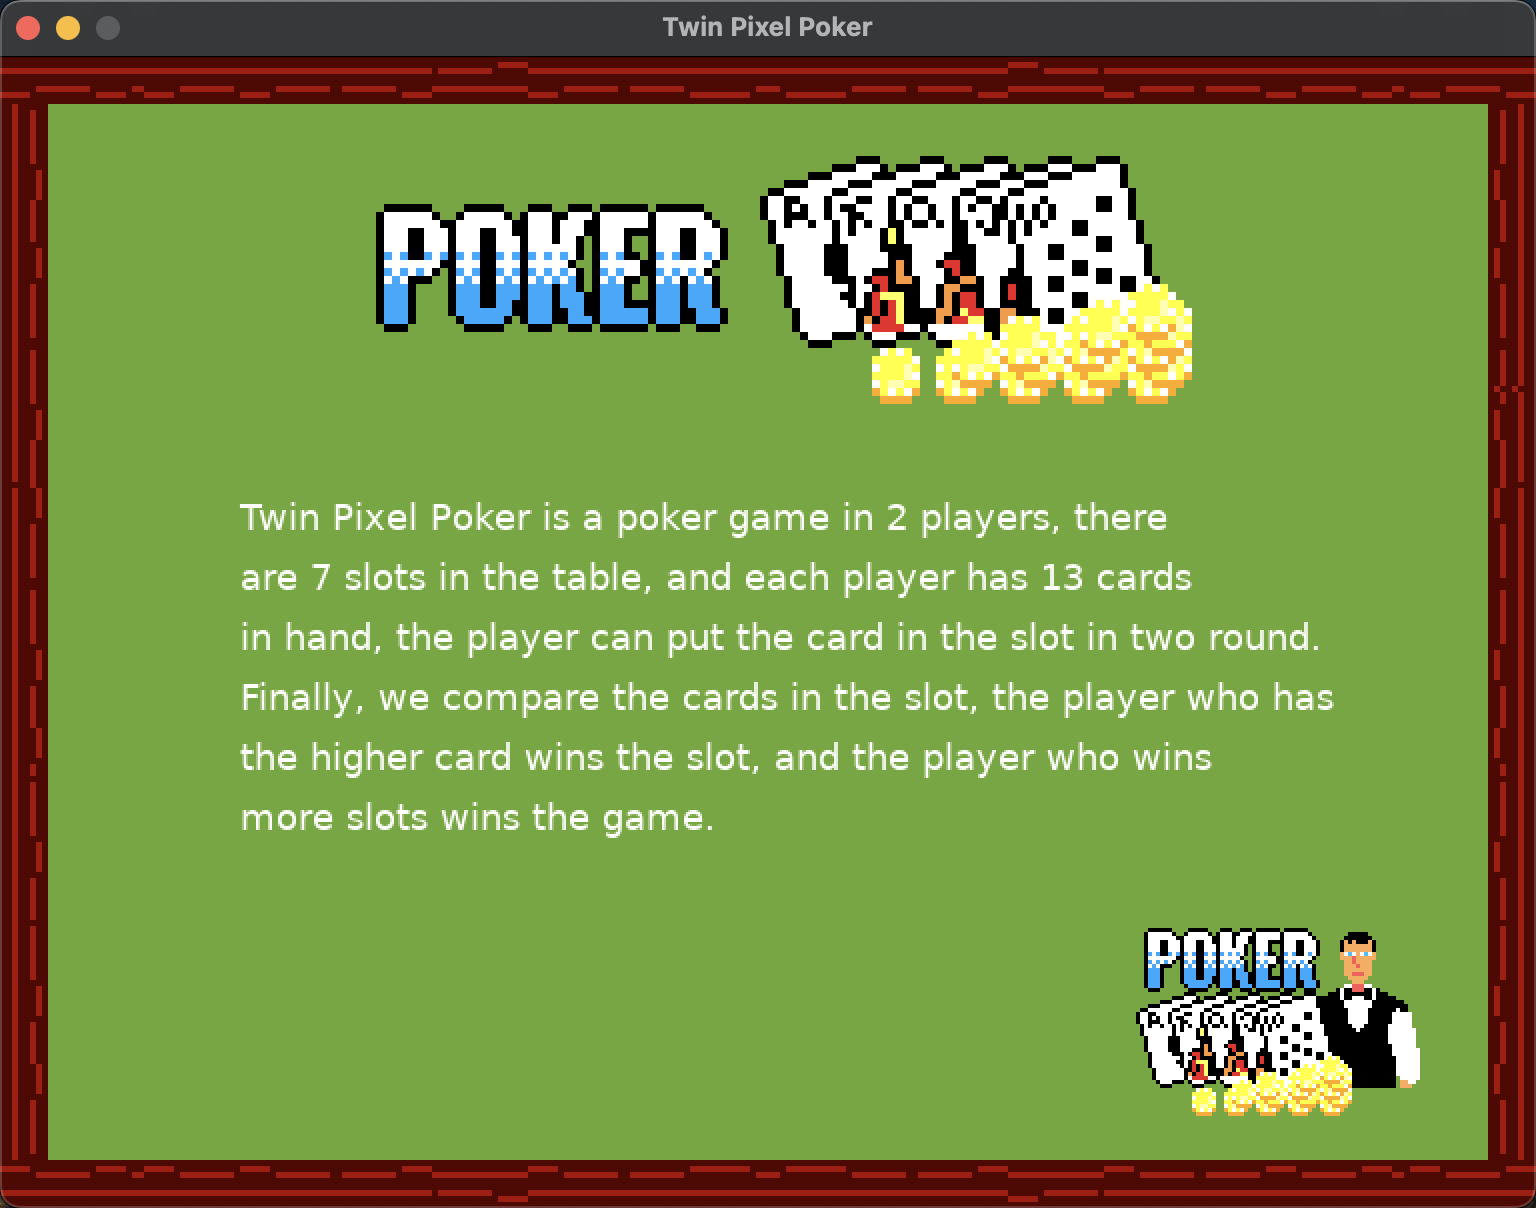 Twin Pixel Poker
POKER
A K Q J 10
Twin Pixel Poker is a poker game in 2 players, there
are 7 slots in the table, and each player has 13 cards
in hand, the player can put the card in the slot in two round.
Finally, we compare the cards in the slot, the player who has
the higher card wins the slot, and the player who wins
more slots wins the game.
POKER
A K Q J 10